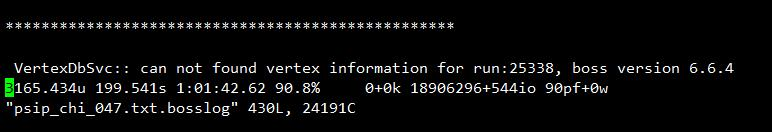 **************************************************
VertexDbSvc:: can not found vertex information for run:25338, boss version 6.6.4
3165.434u 199.541s 1:01:42.62 90.8% 0+0k 18906296+544io 90pf+0w
"psip_chi_047.txt.bosslog" 430L, 24191C